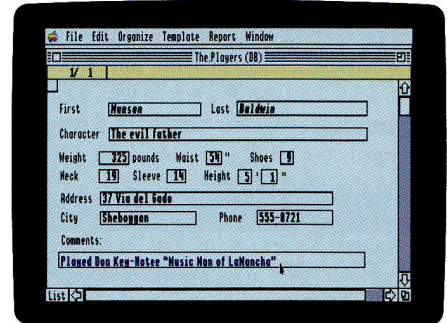 File Edit Organize Template Report Window
The.Players (DB)
1/ 1
First Munson Last Baldwin
Character The evil father
Weight 325 pounds Waist 54 " Shoes 9
Neck 19 Sleeve 14 Height 5 ' 1 "
Address 37 Via del Gado
City Sheboygan Phone 555-8721
Comments:
Played Don Key-Hotee "Music Man of LaMancha"
List